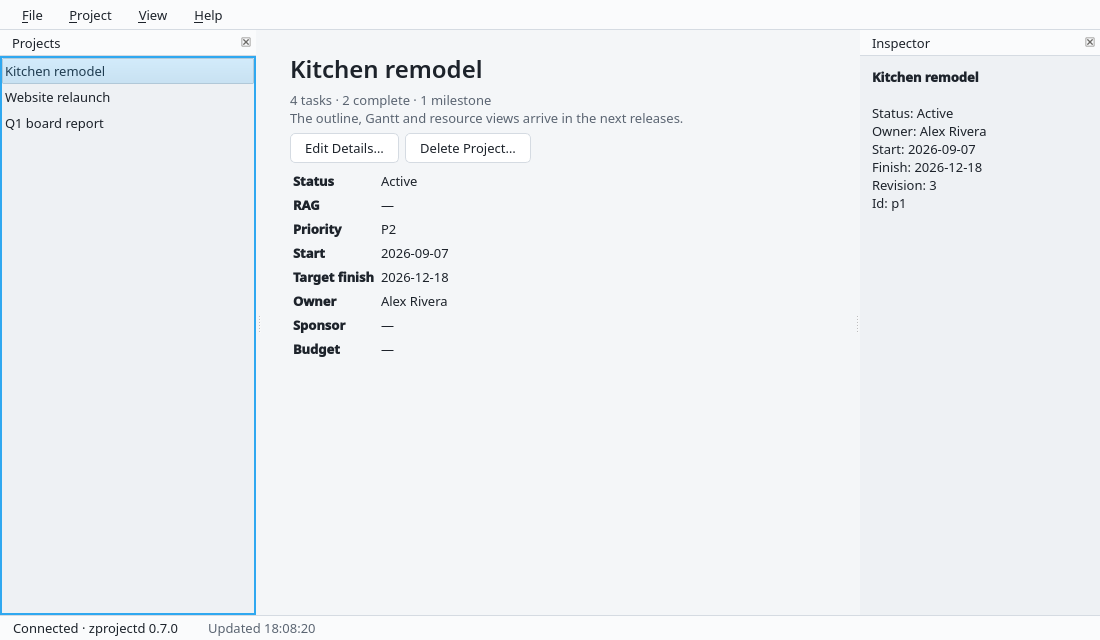 File Project View Help
Projects
Kitchen remodel
Website relaunch
Q1 board report
Kitchen remodel
4 tasks · 2 complete · 1 milestone
The outline, Gantt and resource views arrive in the next releases.
Edit Details... Delete Project...
Status Active
RAG —
Priority P2
Start 2026-09-07
Target finish 2026-12-18
Owner Alex Rivera
Sponsor —
Budget —
Inspector
Kitchen remodel
Status: Active
Owner: Alex Rivera
Start: 2026-09-07
Finish: 2026-12-18
Revision: 3
Id: p1
Connected · zprojectd 0.7.0 Updated 18:08:20